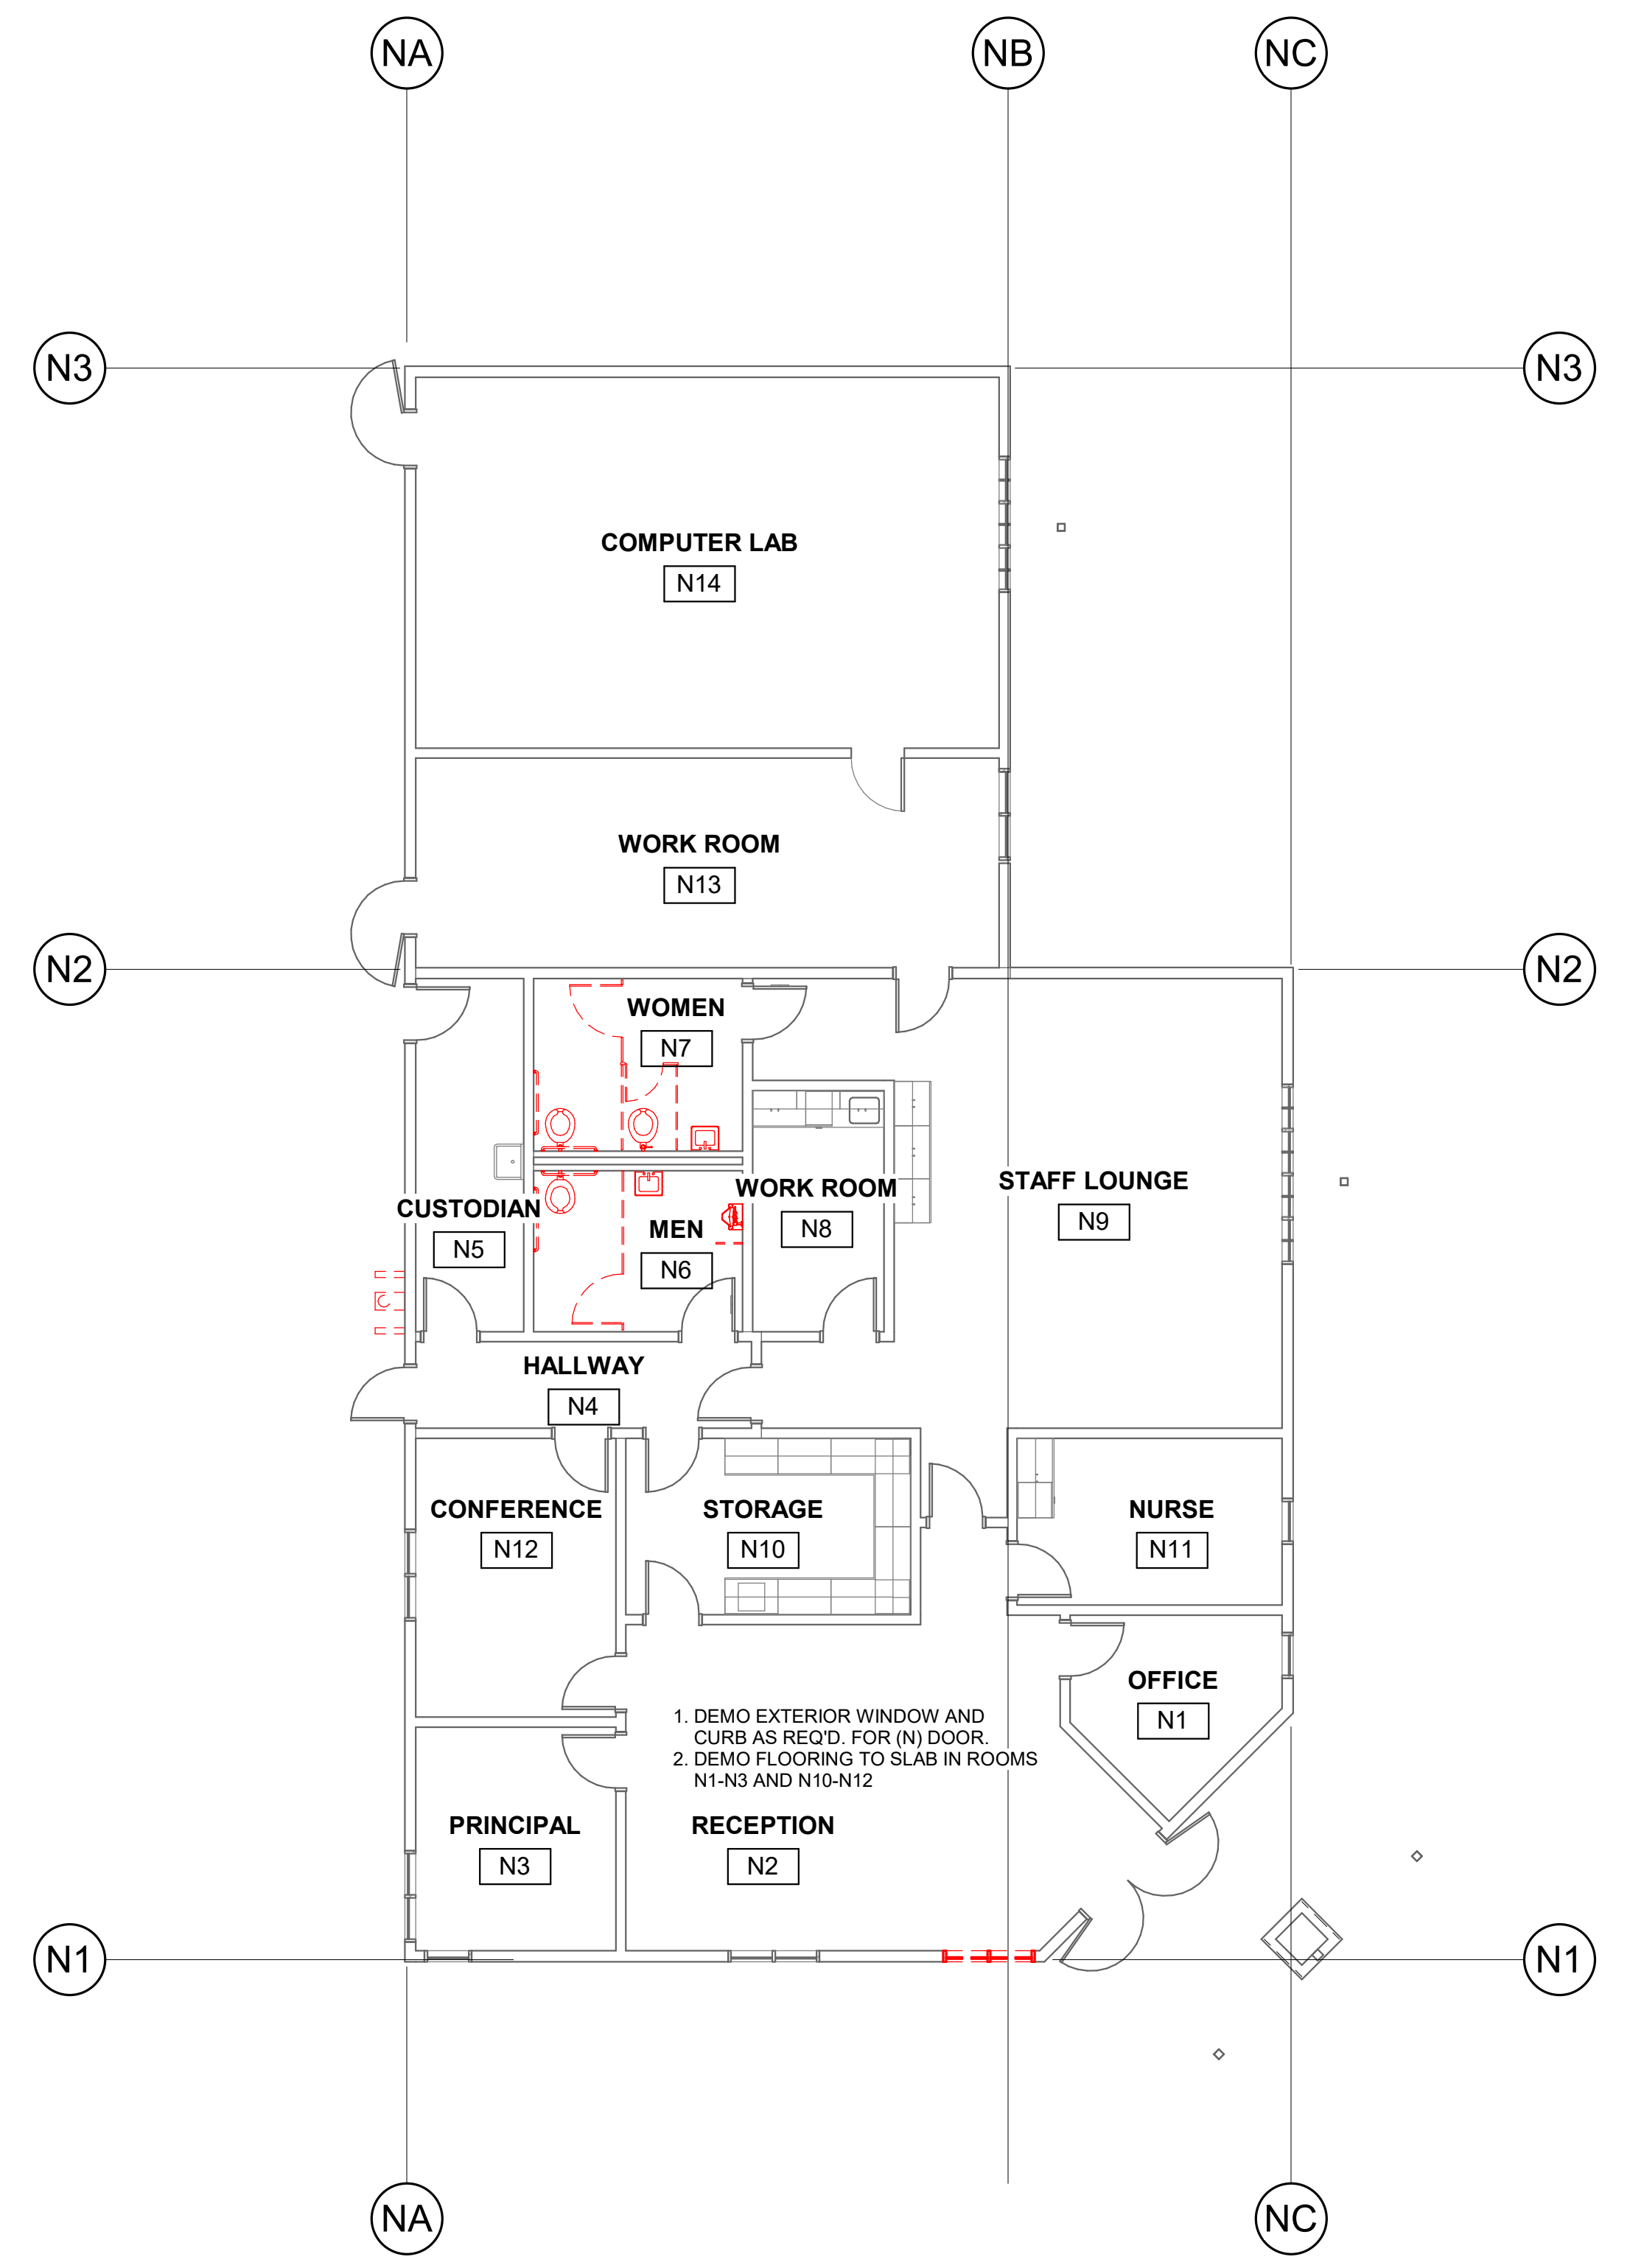 NA
NB
NC
N3
N3
COMPUTER LAB
N14
WORK ROOM
N13
N2
N2
WOMEN
N7
WORK ROOM
N8
STAFF LOUNGE
N9
CUSTODIAN
N5
MEN
N6
HALLWAY
N4
CONFERENCE
N12
STORAGE
N10
NURSE
N11
OFFICE
N1
1. DEMO EXTERIOR WINDOW AND
CURB AS REQ'D. FOR (N) DOOR.
2. DEMO FLOORING TO SLAB IN ROOMS
N1-N3 AND N10-N12
PRINCIPAL
N3
RECEPTION
N2
N1
N1
NA
NC